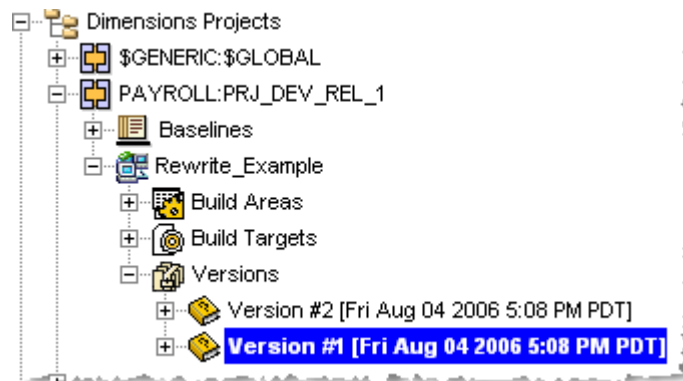 Dimensions Projects
$GENERIC:$GLOBAL
PAYROLL:PRJ_DEV_REL_1
Baselines
Rewrite_Example
Build Areas
Build Targets
Versions
Version #2 [Fri Aug 04 2006 5:08 PM PDT]
Version #1 [Fri Aug 04 2006 5:08 PM PDT]